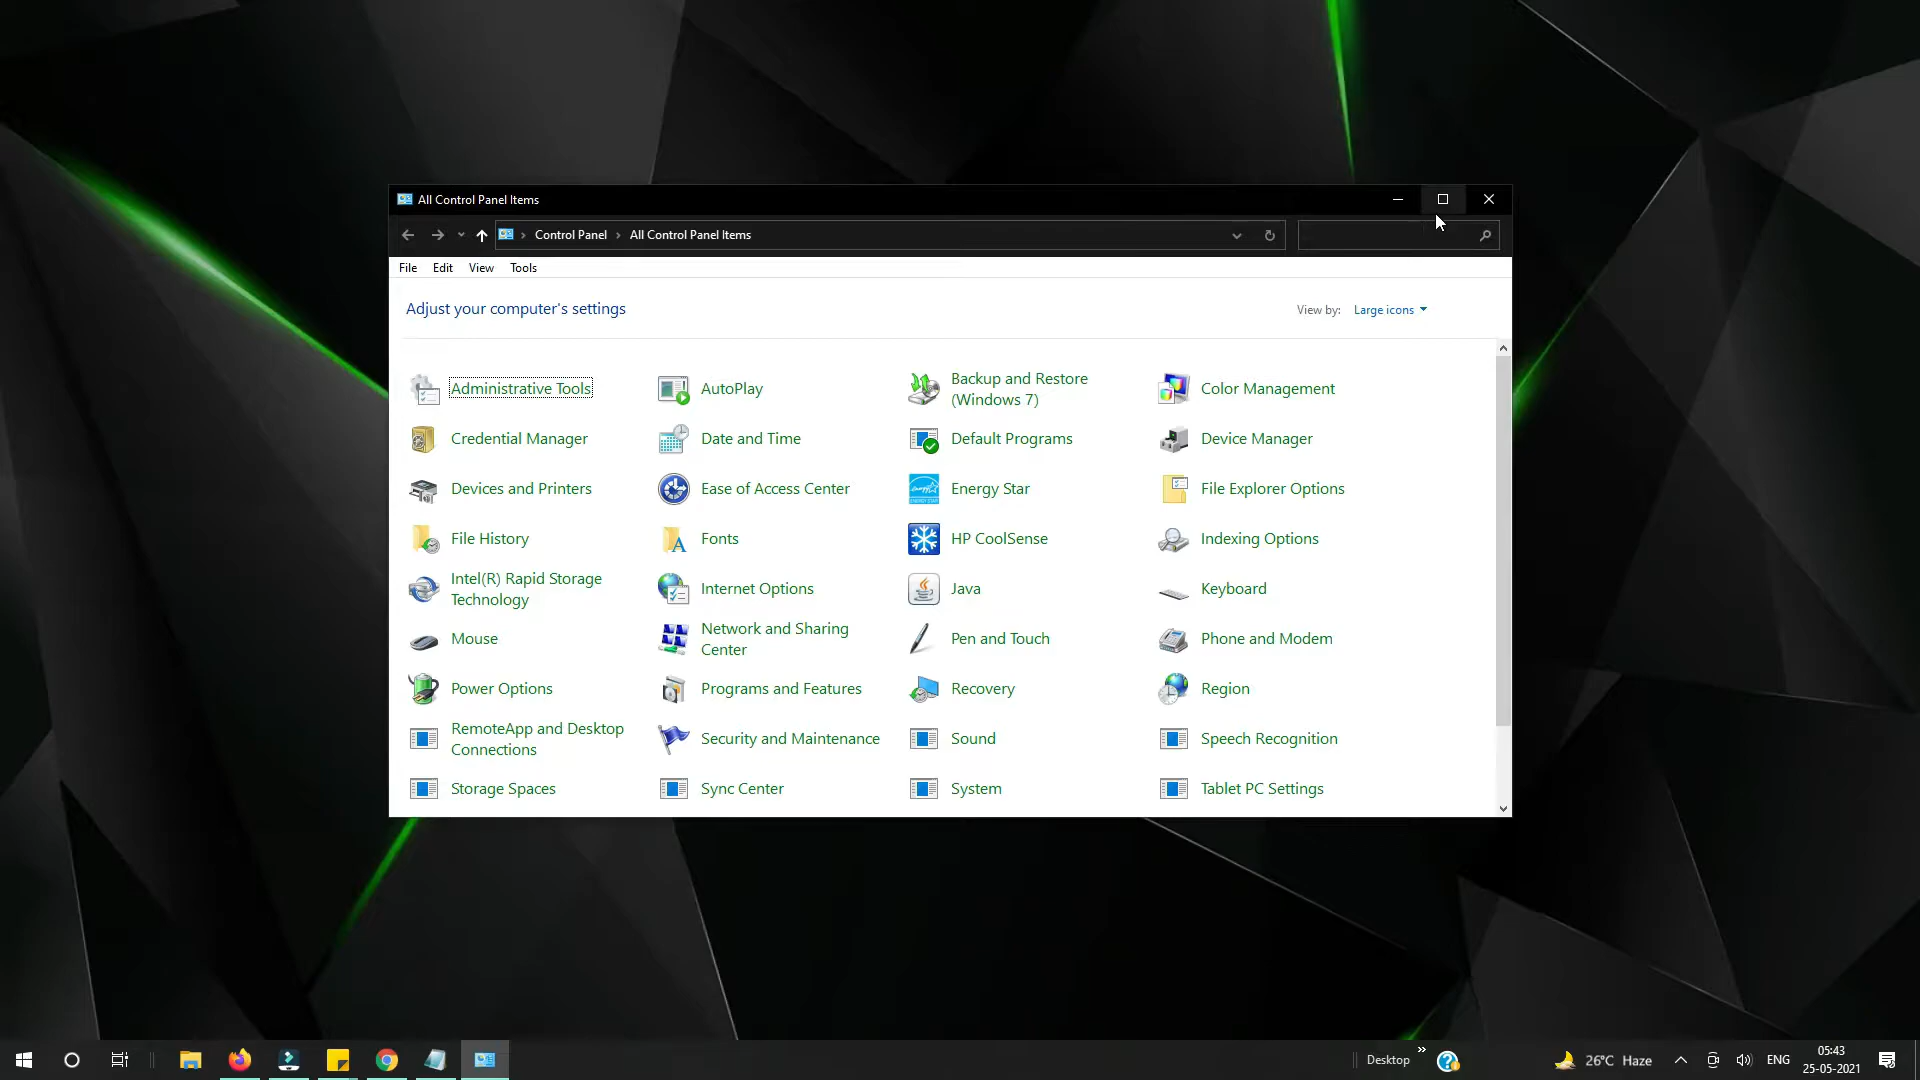 All Control Panel Items
Control Panel > All Control Panel Items
File Edit View Tools
Adjust your computer's settings
View by: Large icons
Administrative Tools
AutoPlay
Backup and Restore
(Windows 7)
Color Management
Credential Manager
Date and Time
Default Programs
Device Manager
Devices and Printers
Ease of Access Center
Energy Star
File Explorer Options
File History
Fonts
HP CoolSense
Indexing Options
Intel(R) Rapid Storage
Technology
Internet Options
Java
Keyboard
Mouse
Network and Sharing
Center
Pen and Touch
Phone and Modem
Power Options
Programs and Features
Recovery
Region
RemoteApp and Desktop
Connections
Security and Maintenance
Sound
Speech Recognition
Storage Spaces
Sync Center
System
Tablet PC Settings
Desktop
26°C Haze
ENG
05:43
25-05-2021